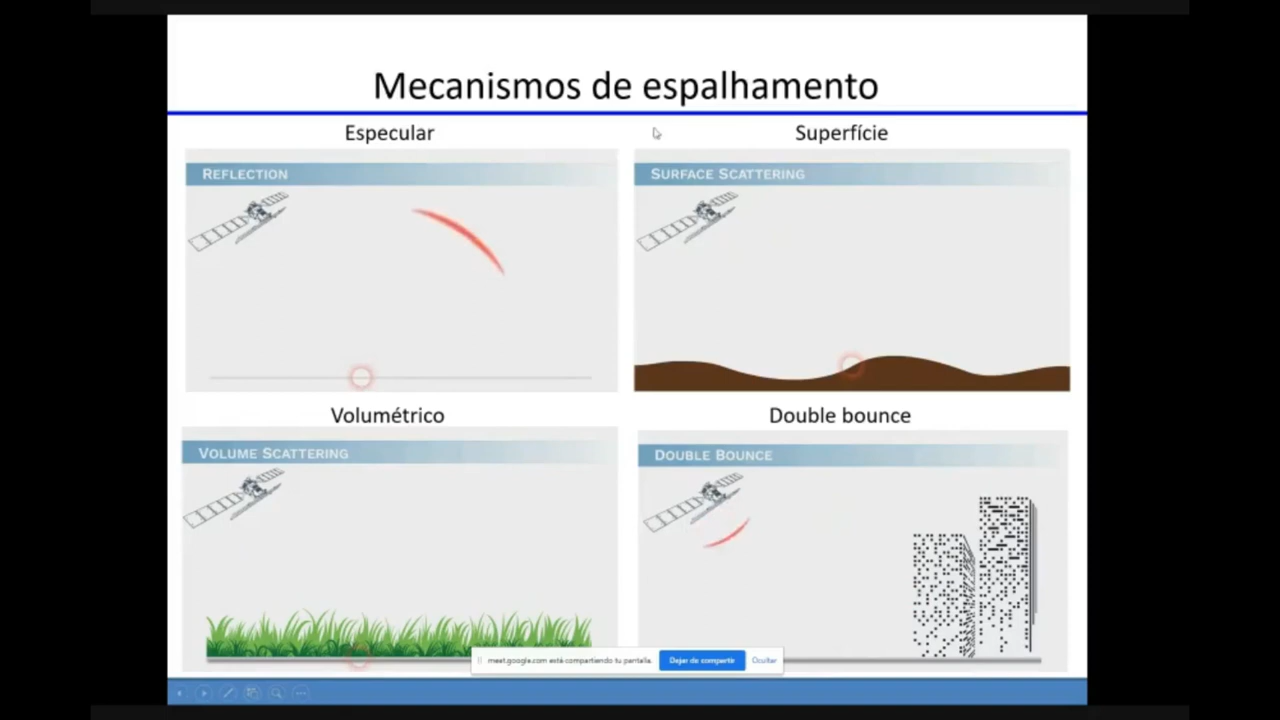 Mecanismos de espalhamento
Especular
Superfície
REFLECTION
SURFACE SCATTERING
Volumétrico
Double bounce
VOLUME SCATTERING
DOUBLE BOUNCE
meet.google.com está compartiendo tu pantalla.
Dejar de compartir
Ocultar